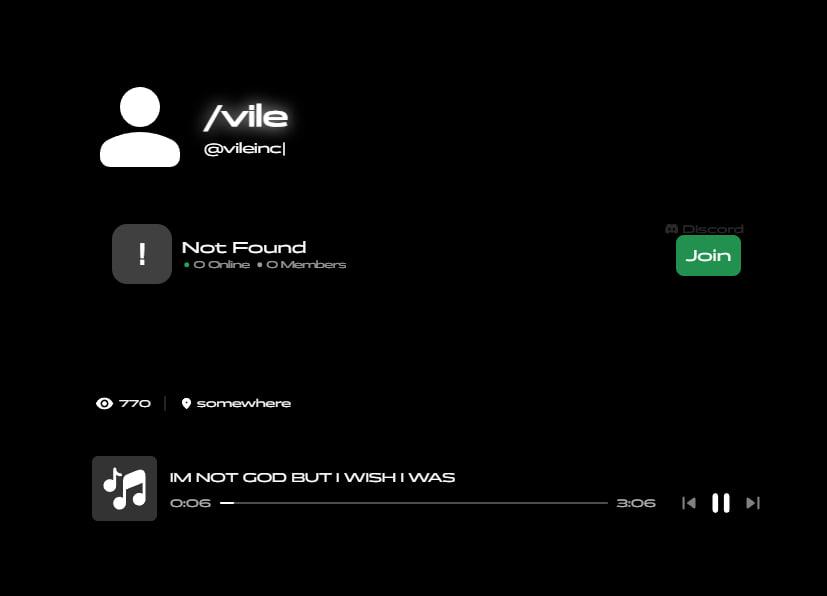 /vile
@vileinc|
Not Found
• 0 Online • 0 Members
Discord
Join
770 | somewhere
IM NOT GOD BUT I WISH I WAS
0:06 3:06